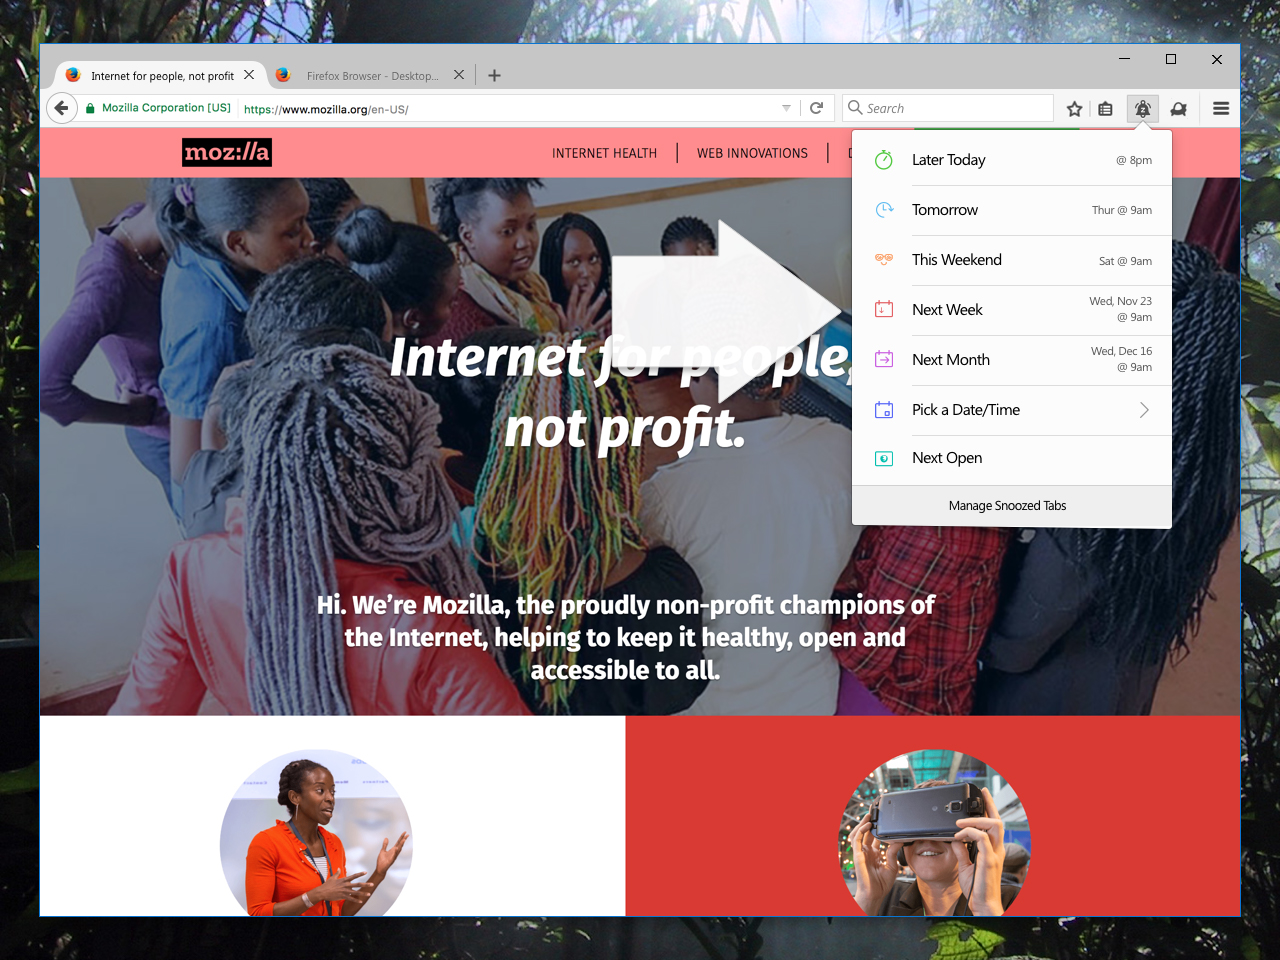 Internet for people, not profit
Firefox Browser - Desktop...
Mozilla Corporation [US]
https://www.mozilla.org/en-US/
Search
moz://a
INTERNET HEALTH
WEB INNOVATIONS
Later Today
@ 8pm
Tomorrow
Thur @ 9am
This Weekend
Sat @ 9am
Next Week
Wed, Nov 23
@ 9am
Next Month
Wed, Dec 16
@ 9am
Pick a Date/Time
Next Open
Manage Snoozed Tabs
Internet for people,
not profit.
Hi. We’re Mozilla, the proudly non-profit champions of
the Internet, helping to keep it healthy, open and
accessible to all.